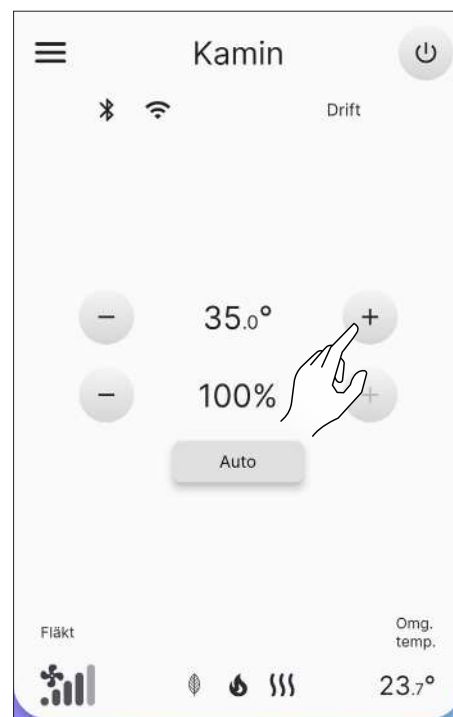 Kamin
Drift
− 35.0° +
− 100% +
Auto
Fläkt
Omg.
temp.
23.7°